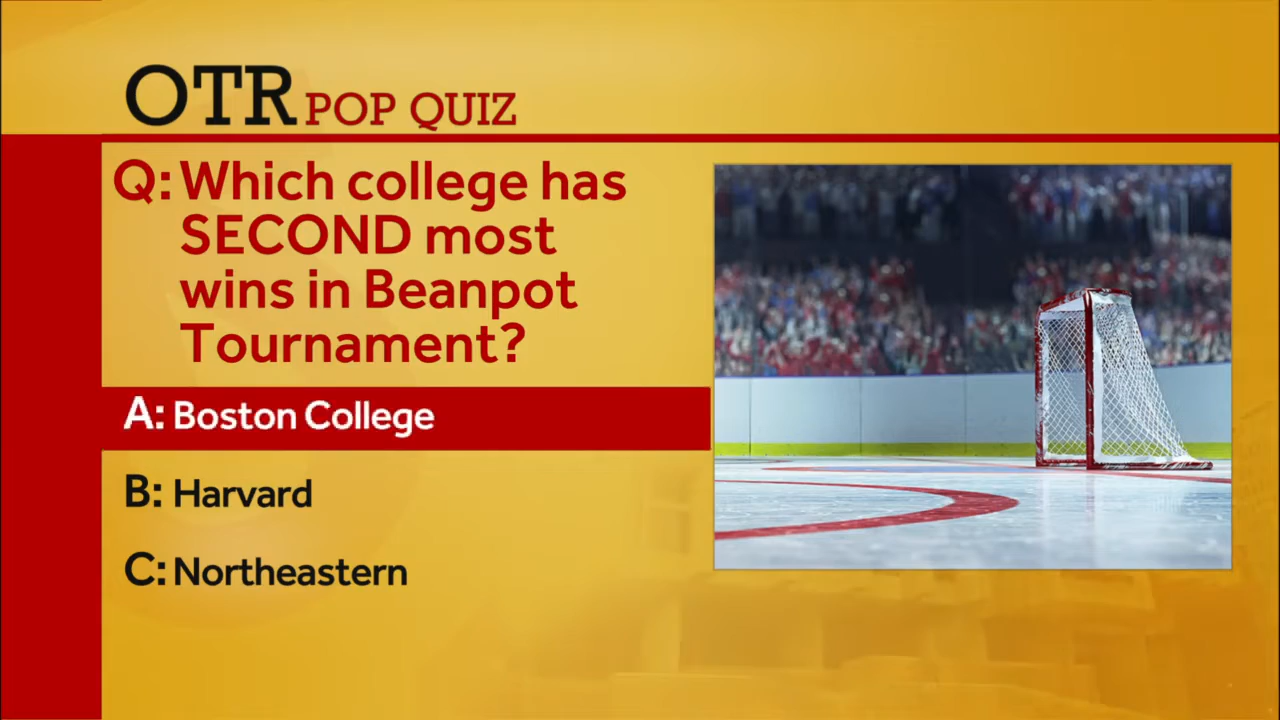 OTR POP QUIZ
Q: Which college has
SECOND most
wins in Beanpot
Tournament?
A: Boston College
B: Harvard
C: Northeastern